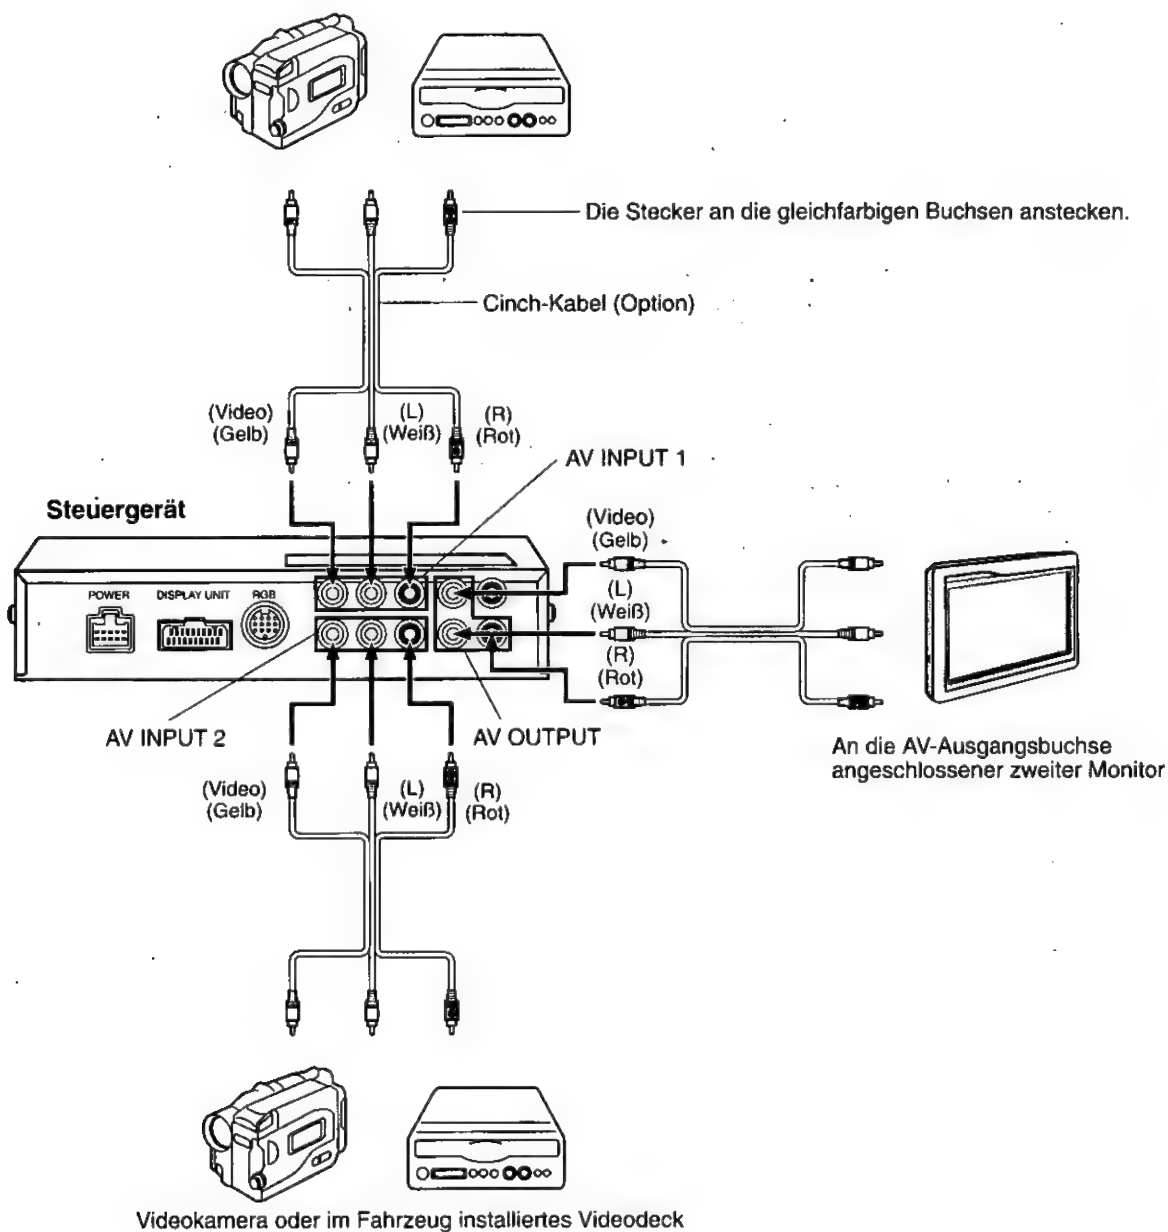 Die Stecker an die gleichfarbigen Buchsen anstecken.
Cinch-Kabel (Option)
(Video)
(Gelb)
(L)
(Weiß)
(R)
(Rot)
AV INPUT 1
Steuergerät
(Video)
(Gelb)
(L)
(Weiß)
(R)
(Rot)
POWER
DISPLAY UNIT
RGB
AV INPUT 2
AV OUTPUT
An die AV-Ausgangsbuchse
angeschlossener zweiter Monitor
(Video)
(Gelb)
(L)
(Weiß)
(R)
(Rot)
Videokamera oder im Fahrzeug installiertes Videodeck